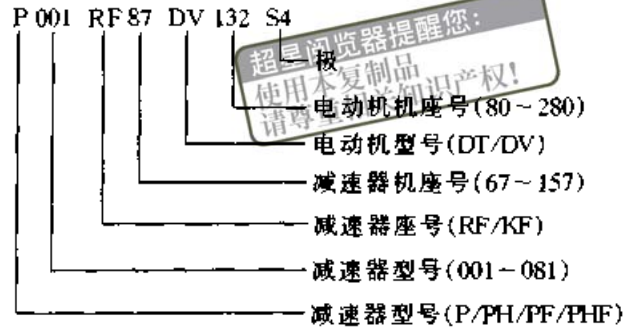 P 001 RF 87 DV 132 S4
极
电动机机座号(80~280)
电动机型号(DT/DV)
减速器机座号(67~157)
减速器座号(RF/KF)
减速器型号(001~081)
减速器型号(P/PH/PF/PHF)
超星阅览器提醒您:
使用本复制品
请尊重相关知识产权!